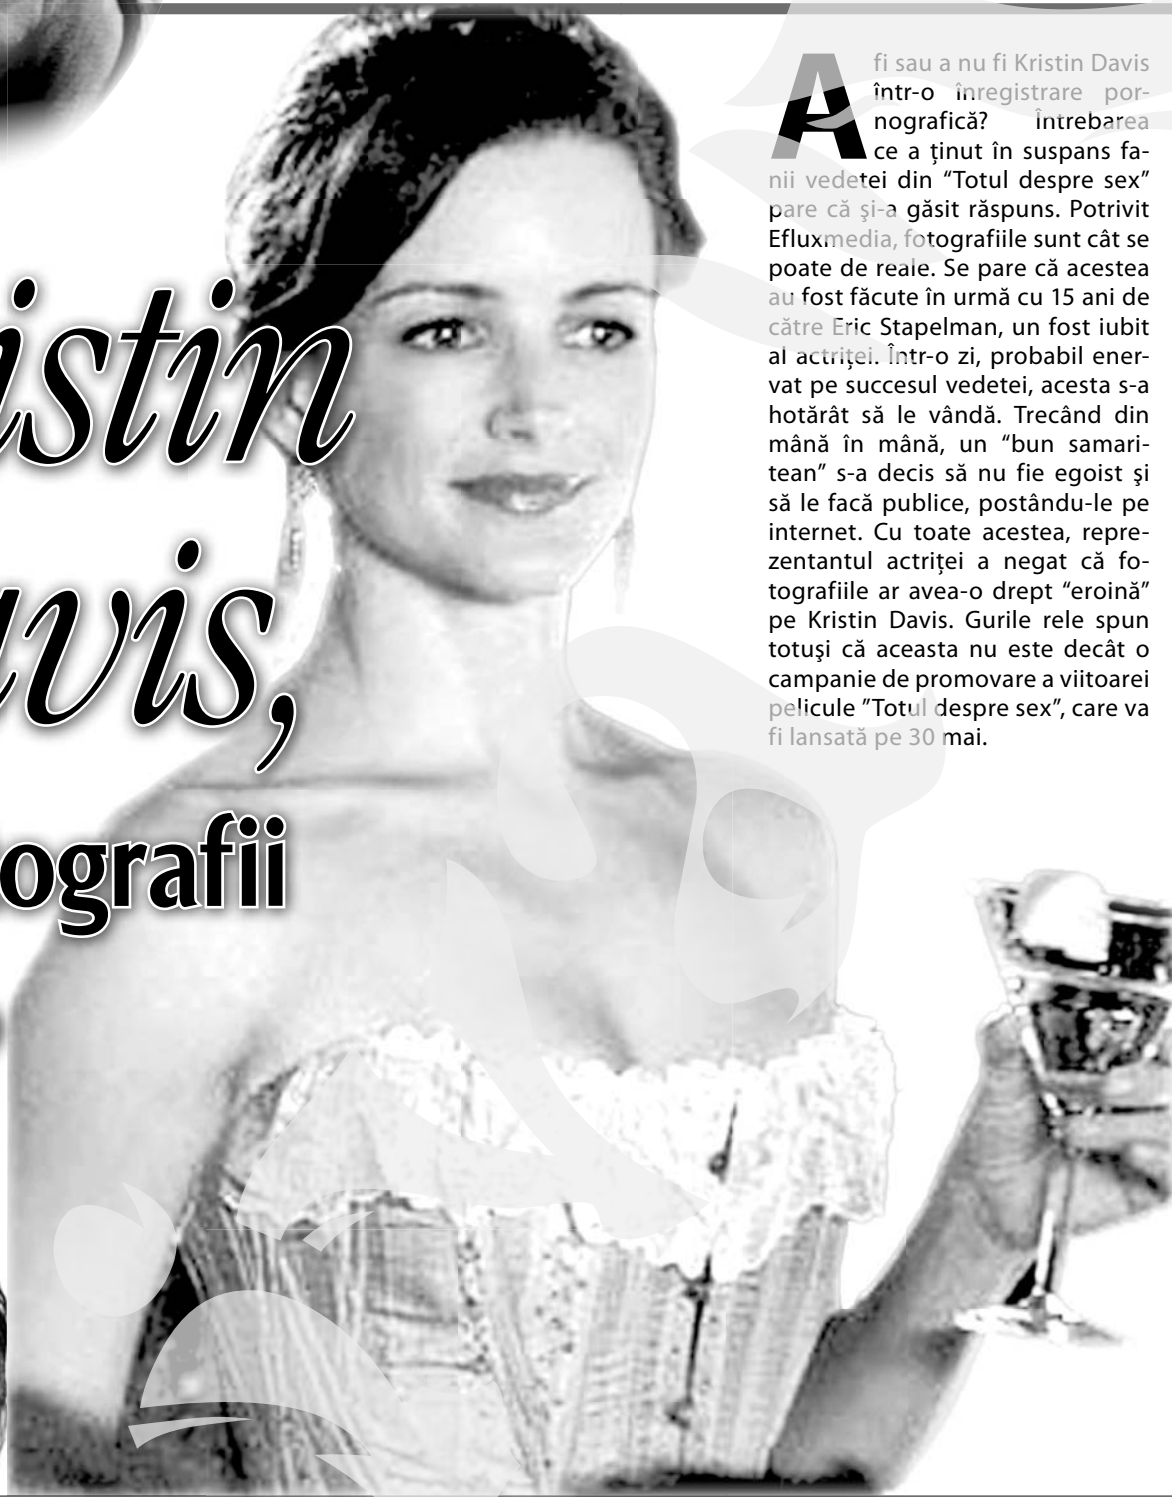 istin
avis,
ografii
A fi sau a nu fi Kristin Davis
într-o înregistrare por-
nografică? Întrebarea
ce a ţinut în suspans fa-
nii vedetei din “Totul despre sex”
pare că şi-a găsit răspuns. Potrivit
Efluxmedia, fotografiile sunt cât se
poate de reale. Se pare că acestea
au fost făcute în urmă cu 15 ani de
către Eric Stapelman, un fost iubit
al actriţei. Într-o zi, probabil ener-
vat pe succesul vedetei, acesta s-a
hotărât să le vândă. Trecând din
mână în mână, un “bun samari-
tean” s-a decis să nu fie egoist şi
să le facă publice, postându-le pe
internet. Cu toate acestea, repre-
zentantul actriţei a negat că fo-
tografiile ar avea-o drept “eroină”
pe Kristin Davis. Gurile rele spun
totuşi că aceasta nu este decât o
campanie de promovare a viitoarei
pelicule ”Totul despre sex”, care va
fi lansată pe 30 mai.